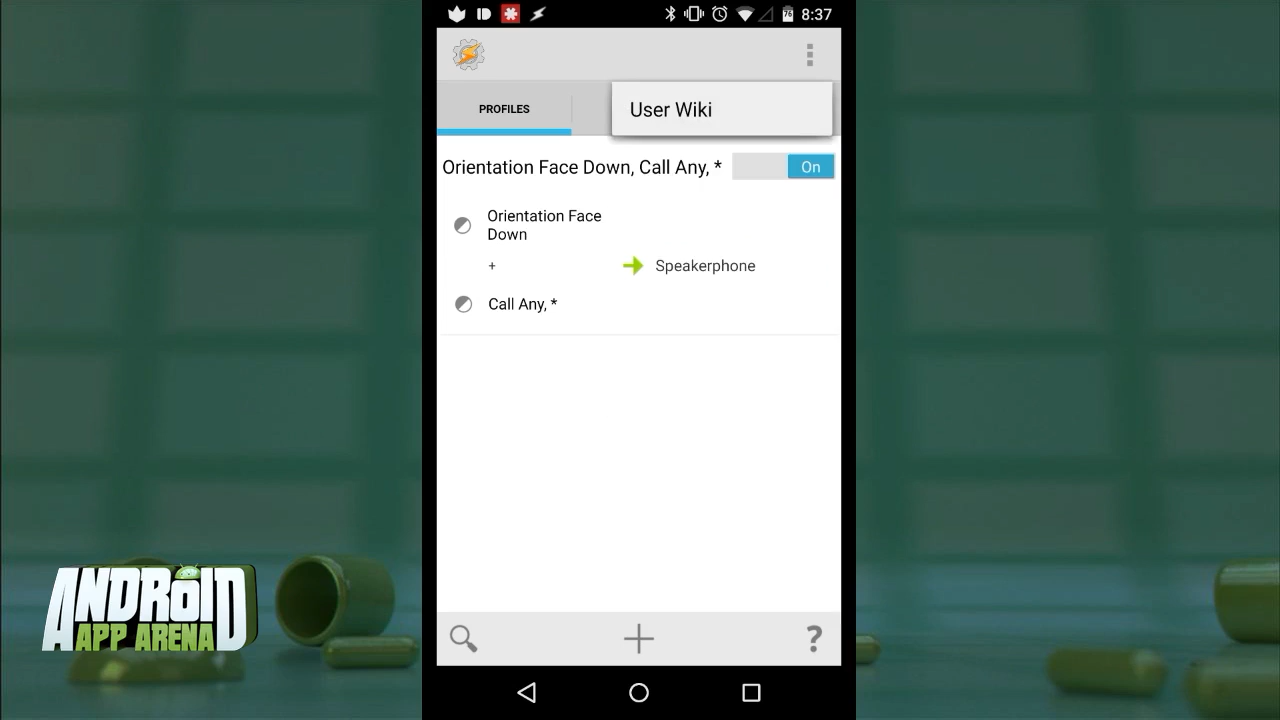 76 8:37
PROFILES
User Wiki
Orientation Face Down, Call Any, *
On
Orientation Face
Down
+
Speakerphone
Call Any, *
?
ANDROID
APP ARENA